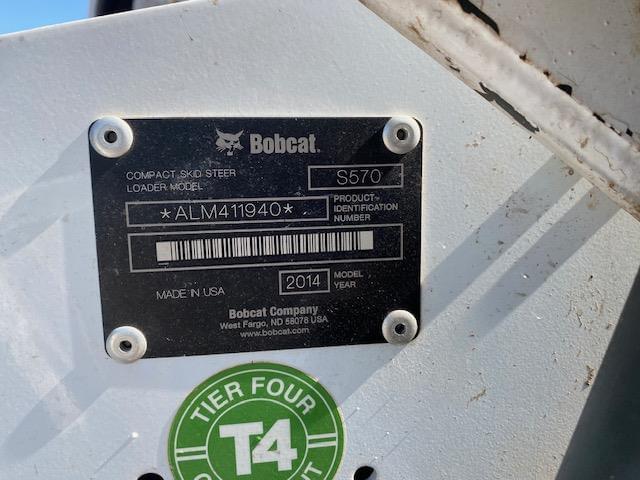 Bobcat.
COMPACT SKID STEER
LOADER MODEL
S570
*ALM411940*
PRODUCT
IDENTIFICATION
NUMBER
MADE IN USA
2014
MODEL
YEAR
Bobcat Company
West Fargo, ND 58078 USA
www.bobcat.com
TIER FOUR
T4